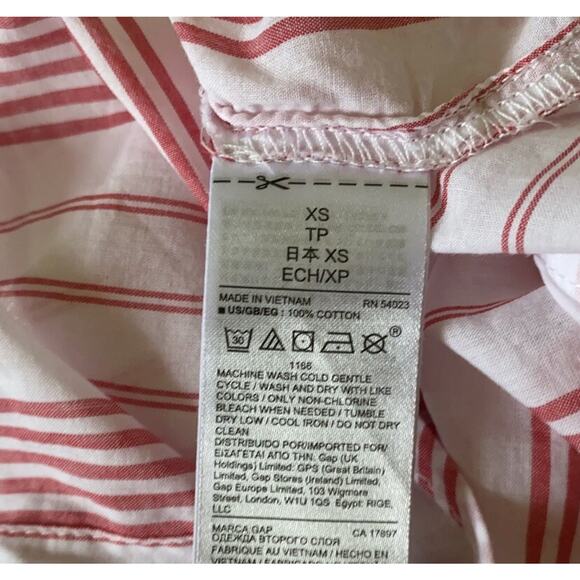 XS
TP
日本 XS
ECH/XP
MADE IN VIETNAM RN 54023
■ US/GB/EG : 100% COTTON
30 ®
1166
MACHINE WASH COLD GENTLE
CYCLE / WASH AND DRY WITH LIKE
COLORS / ONLY NON-CHLORINE
BLEACH WHEN NEEDED / TUMBLE
DRY LOW / COOL IRON / DO NOT DRY
CLEAN
DISTRIBUIDO POR/IMPORTED FOR/
ΕΙΣΑΓΕΤΑΙ ΑΠΟ ΤΗΝ. Gap (UK
Holdings) Limited: GPS (Great Britain)
Limited, Gap Stores (Ireland) Limited.
Gap Europe Limited, 103 Wigmore
Street, London, W1U 1QS. Egypt: RIGE,
LLC
MARCA GAP CA 17897
ОДЕЖДА ВТОРОГО СЛОЯ
FABRIQUÉ AU VIETNAM / HECHO EN